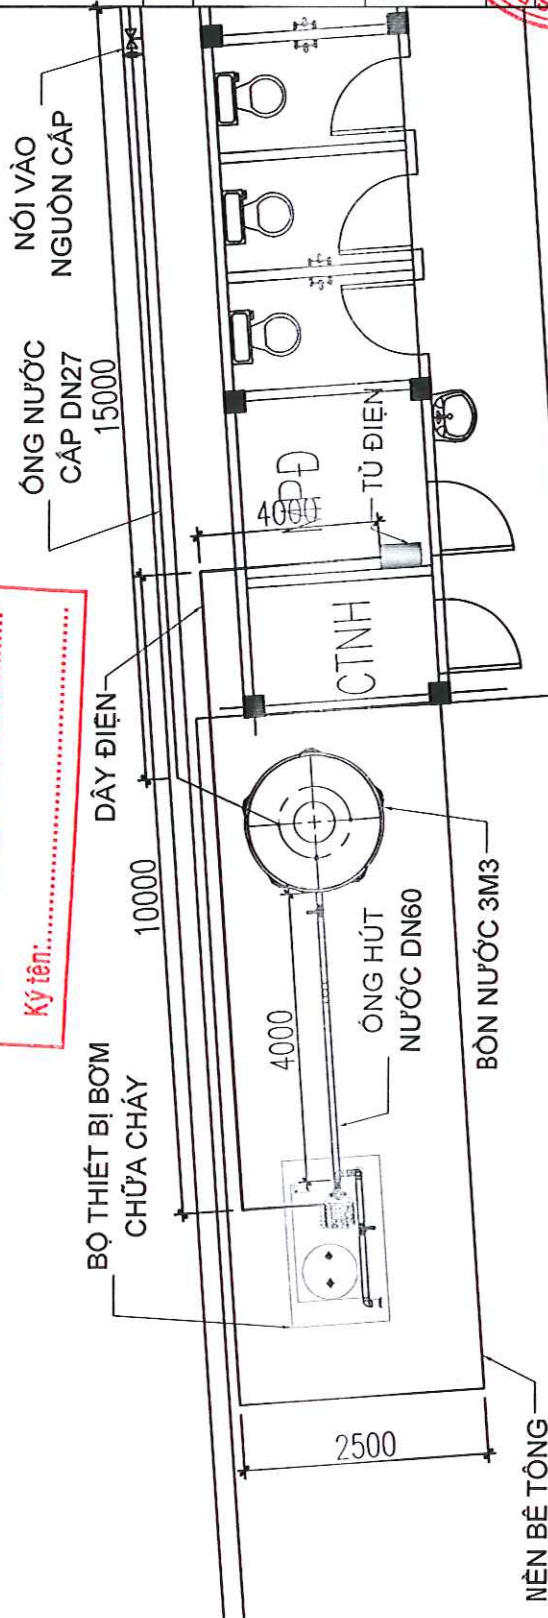 Ký tên:
NỐI VÀO
NGUỒN CẤP
ỐNG NƯỚC
CẤP DN27
15000
DÂY ĐIỆN
10000
BỘ THIẾT BỊ BƠM
CHỮA CHÁY
4000
TỦ ĐIỆN
CTNH
4000
ỐNG HÚT
NƯỚC DN60
BỒN NƯỚC 3M3
2500
NỀN BÊ TÔNG